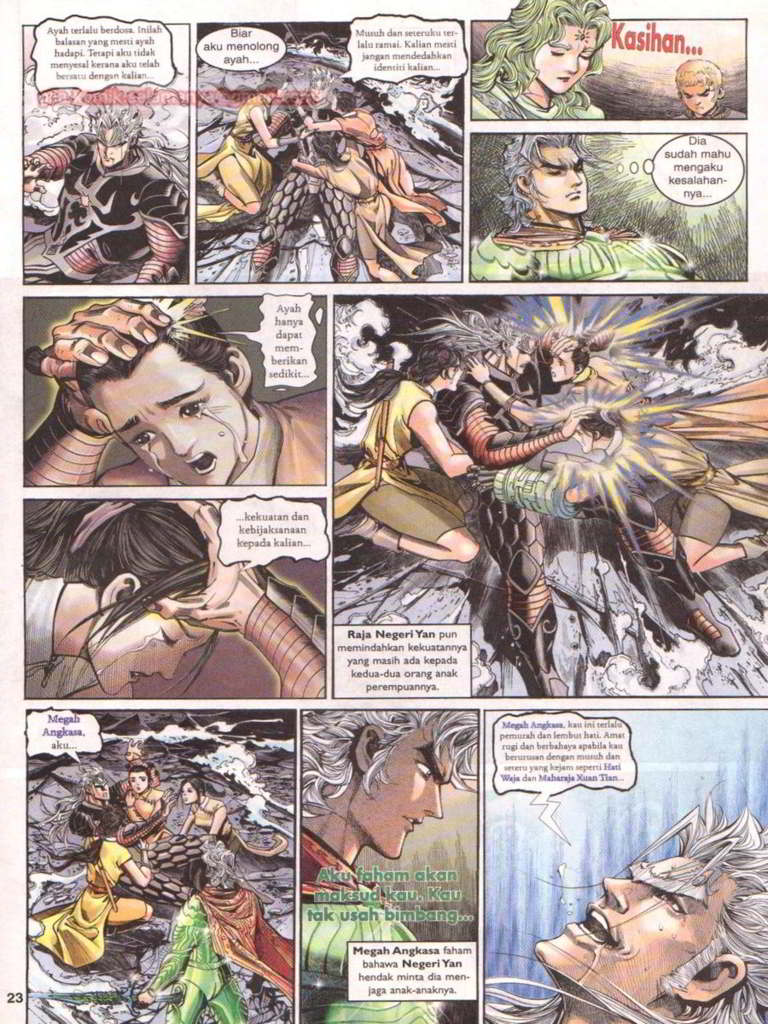 Ayah terlalu berdosa. Inilah
balasan yang mesti ayah
hadapi. Tetapi aku tidak
menyesal kerana aku telah
bersatu dengan kalian...
Biar
aku menolong
ayah...
Musuh dan seteruku ter-
lalu ramai. Kalian mesti
jangan mendedahkan
identiti kalian...
Kasihan...
Dia
sudah mahu
mengaku
kesalahan-
nya...
Ayah
hanya
dapat
mem-
berikan
sedikit...
...kekuatan dan
kebijaksanaan
kepada kalian...
Raja Negeri Yan pun
memindahkan kekuatannya
yang masih ada kepada
kedua-dua orang anak
perempuannya.
Megah
Angkasa,
aku...
Aku faham akan
maksud kau. Kau
tak usah bimbang...
Megah Angkasa faham
bahawa Negeri Yan
hendak minta dia men-
jaga anak-anaknya.
Megah Angkasa, kau ini terlalu
pemurah dan lembus hati. Amat
rugi dan berbahaya apabila kau
berurusan dengan musuh dan
seteru yang kejam seperti Hati
Waja dan Maharaja Xuan Tian...
23